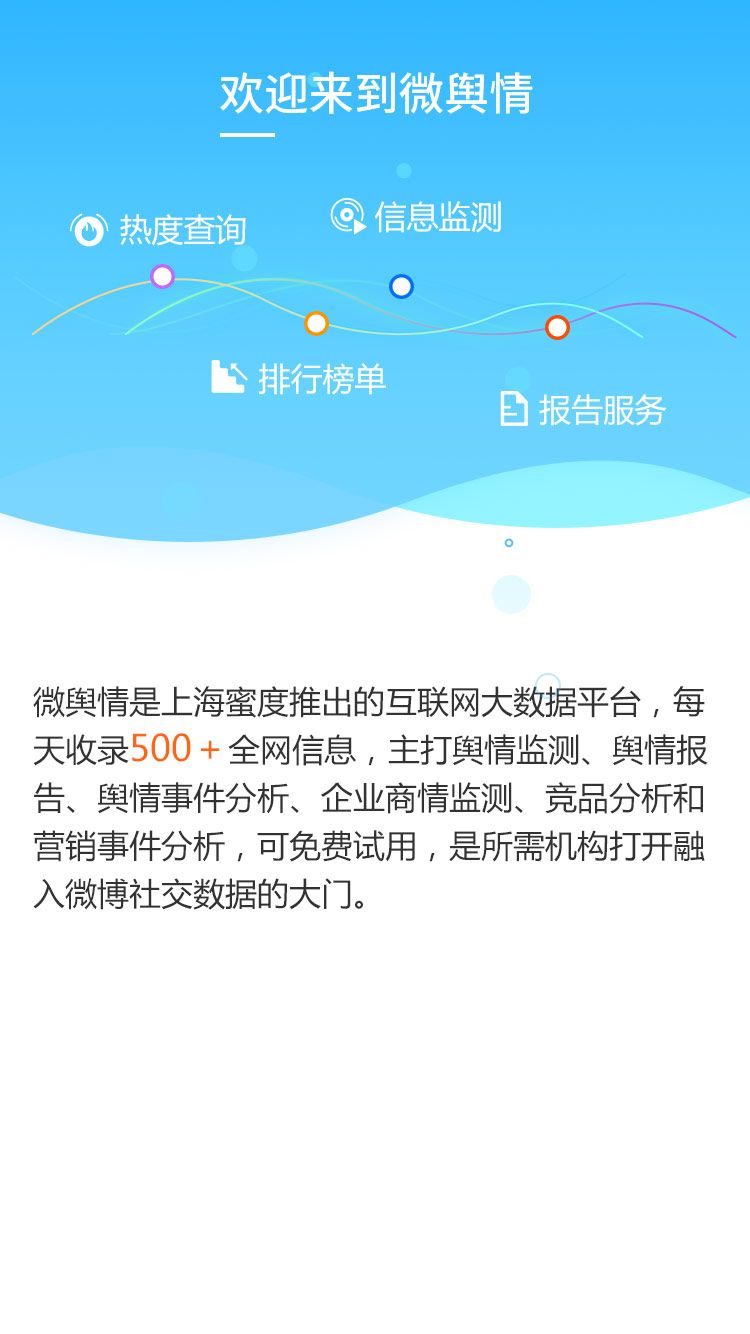 欢迎来到微舆情
热度查询
信息监测
排行榜单
报告服务
微舆情是上海蜜度推出的互联网大数据平台，每
天收录500＋全网信息，主打舆情监测、舆情报
告、舆情事件分析、企业商情监测、竞品分析和
营销事件分析，可免费试用，是所需机构打开融
入微博社交数据的大门。